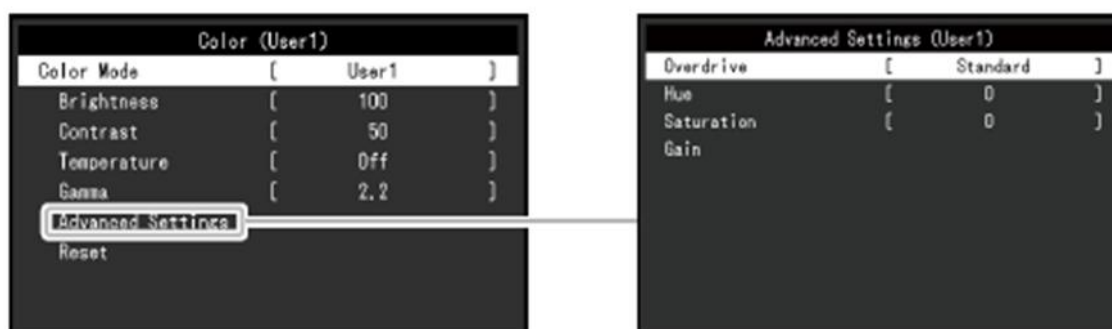 Color (User1)
Color Mode [ User1 ]
Brightness [ 100 ]
Contrast [ 50 ]
Temperature [ Off ]
Gamma [ 2.2 ]
Advanced Settings
Reset
Advanced Settings (User1)
Overdrive [ Standard ]
Hue [ 0 ]
Saturation [ 0 ]
Gain